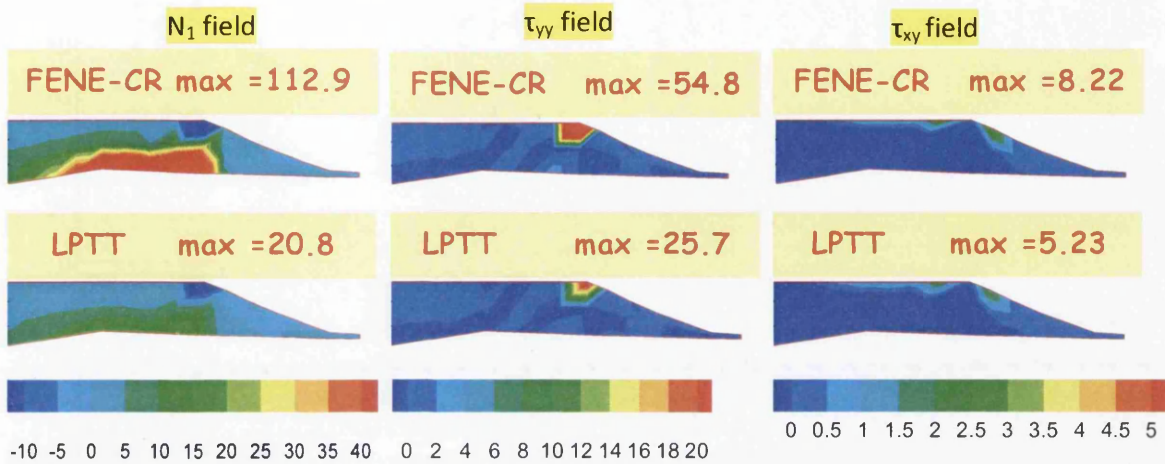 N₁ field
τyy field
τxy field
FENE-CR max =112.9
FENE-CR max =54.8
FENE-CR max =8.22
LPTT max =20.8
LPTT max =25.7
LPTT max =5.23
-10 -5 0 5 10 15 20 25 30 35 40
0 2 4 6 8 10 12 14 16 18 20
0 0.5 1 1.5 2 2.5 3 3.5 4 4.5 5